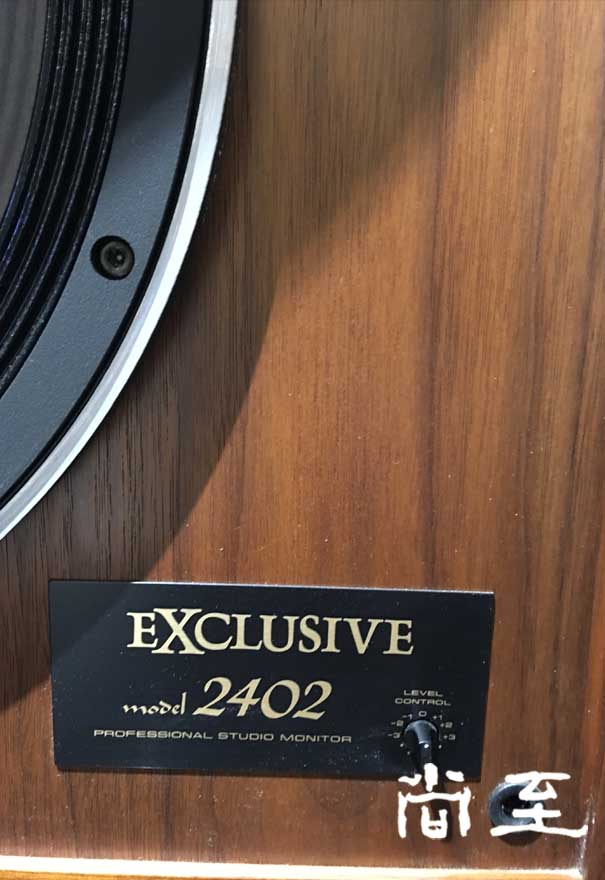 EXCLUSIVE
model 2402
PROFESSIONAL STUDIO MONITOR
LEVEL
CONTROL
-3 -2 -1 0 +1 +2 +3
尚至